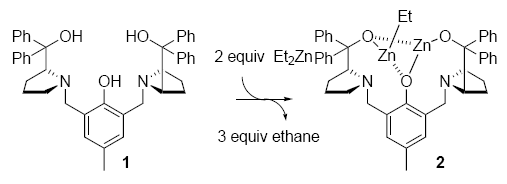 Ph OH HO Ph
Ph Ph
OH
N N
1
2 equiv Et2Zn
3 equiv ethane
Et
Ph O Zn O Ph
Ph Zn Ph
O
N N
2